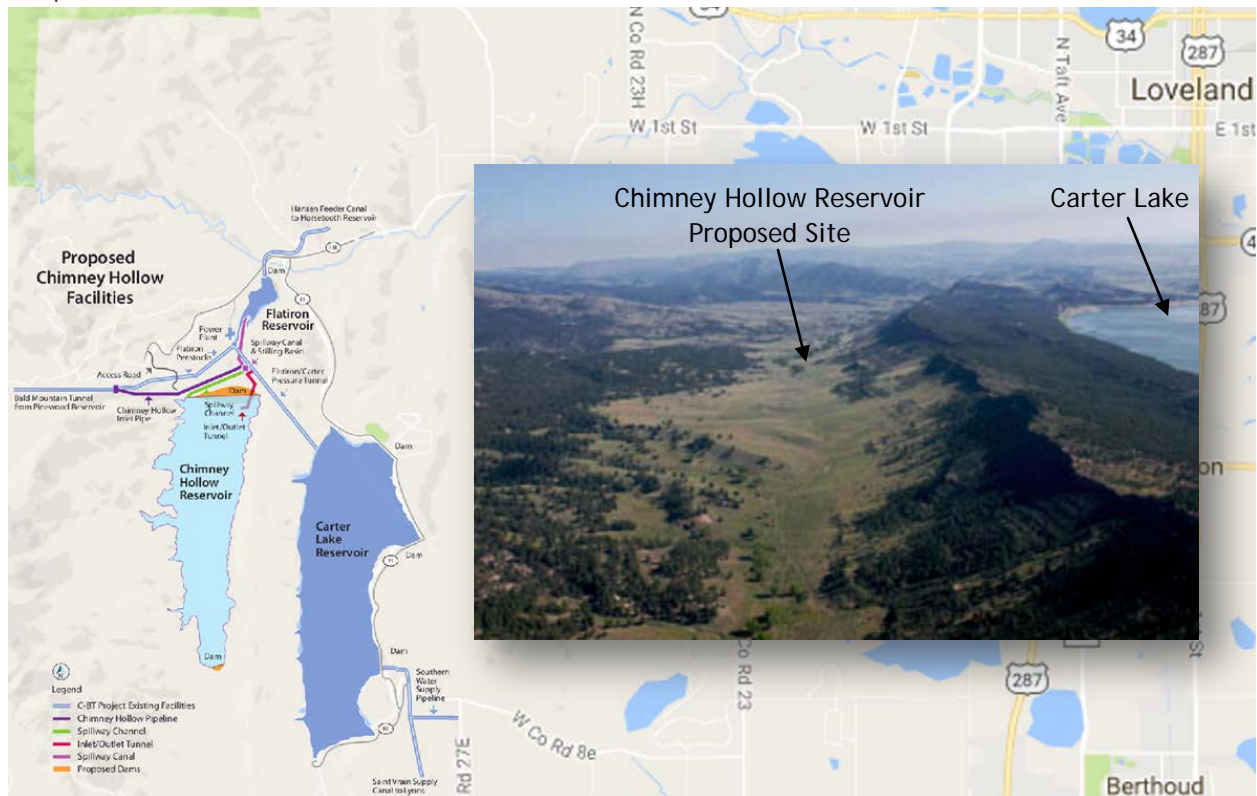 N Co Rd 23H
N Taft Ave
34
287
Loveland
W 1st St
W 1st St
E 1st
Chimney Hollow Reservoir
Proposed Site
Carter Lake
87
Hansen Feeder Canal
to Horsetooth Reservoir
Proposed
Chimney Hollow
Facilities
Dam
31
Flatiron
Reservoir
Power
Plant
Spillway Canal
& Stilling Basin
Flatiron
Penstocks
Flatiron/Carter
Pressure Tunnel
Access Road
Bald Mountain Tunnel
from Pinewood Reservoir
Chimney Hollow
Inlet Pipe
Dam
Spillway
Channel
Inlet/Outlet
Tunnel
Dam
Chimney
Hollow
Reservoir
Carter
Lake
Reservoir
31
Dam
on
Dam
Dam
Southern
Water
Supply
Pipeline
Legend
C-BT Project Existing Facilities
Chimney Hollow Pipeline
Spillway Channel
Inlet/Outlet Tunnel
Spillway Canal
Proposed Dams
Saint Vrain Supply
Canal to Lyons
Rd 27E
W Co Rd 8e
Co Rd 23
St
287
Berthoud